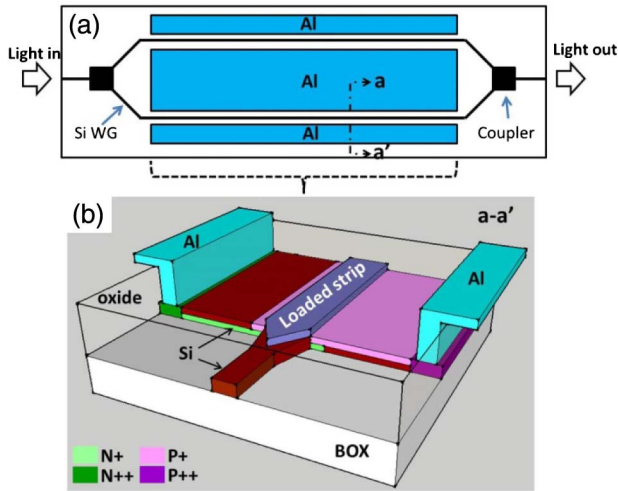 (a)
Al
Light in
Light out
Al
a
Si WG
Coupler
Al
a'
(b)
a-a’
Al
Al
oxide
Loaded strip
Si
BOX
N+
P+
N++
P++